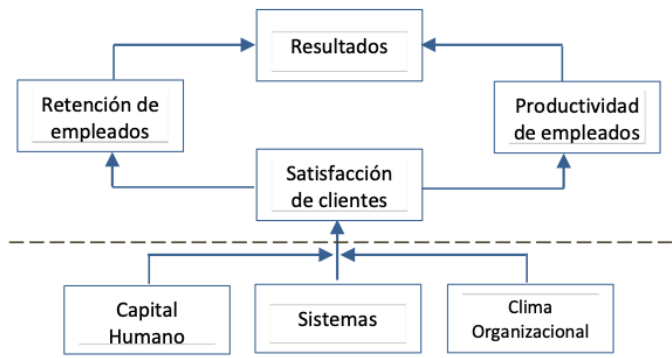 Resultados
Retención de
empleados
Productividad
de empleados
Satisfacción
de clientes
Capital
Humano
Sistemas
Clima
Organizacional